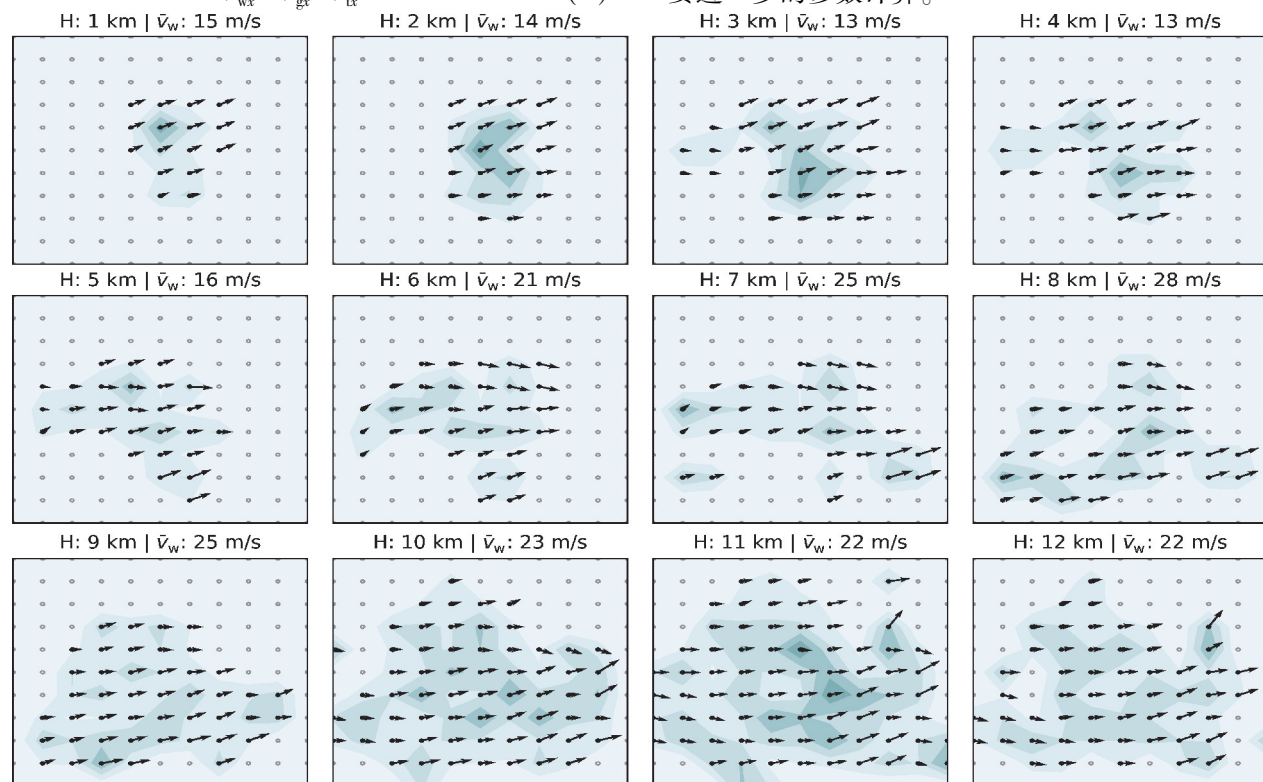 H: 1 km | v̄w: 15 m/s
H: 2 km | v̄w: 14 m/s
H: 3 km | v̄w: 13 m/s
H: 4 km | v̄w: 13 m/s
H: 5 km | v̄w: 16 m/s
H: 6 km | v̄w: 21 m/s
H: 7 km | v̄w: 25 m/s
H: 8 km | v̄w: 28 m/s
H: 9 km | v̄w: 25 m/s
H: 10 km | v̄w: 23 m/s
H: 11 km | v̄w: 22 m/s
H: 12 km | v̄w: 22 m/s